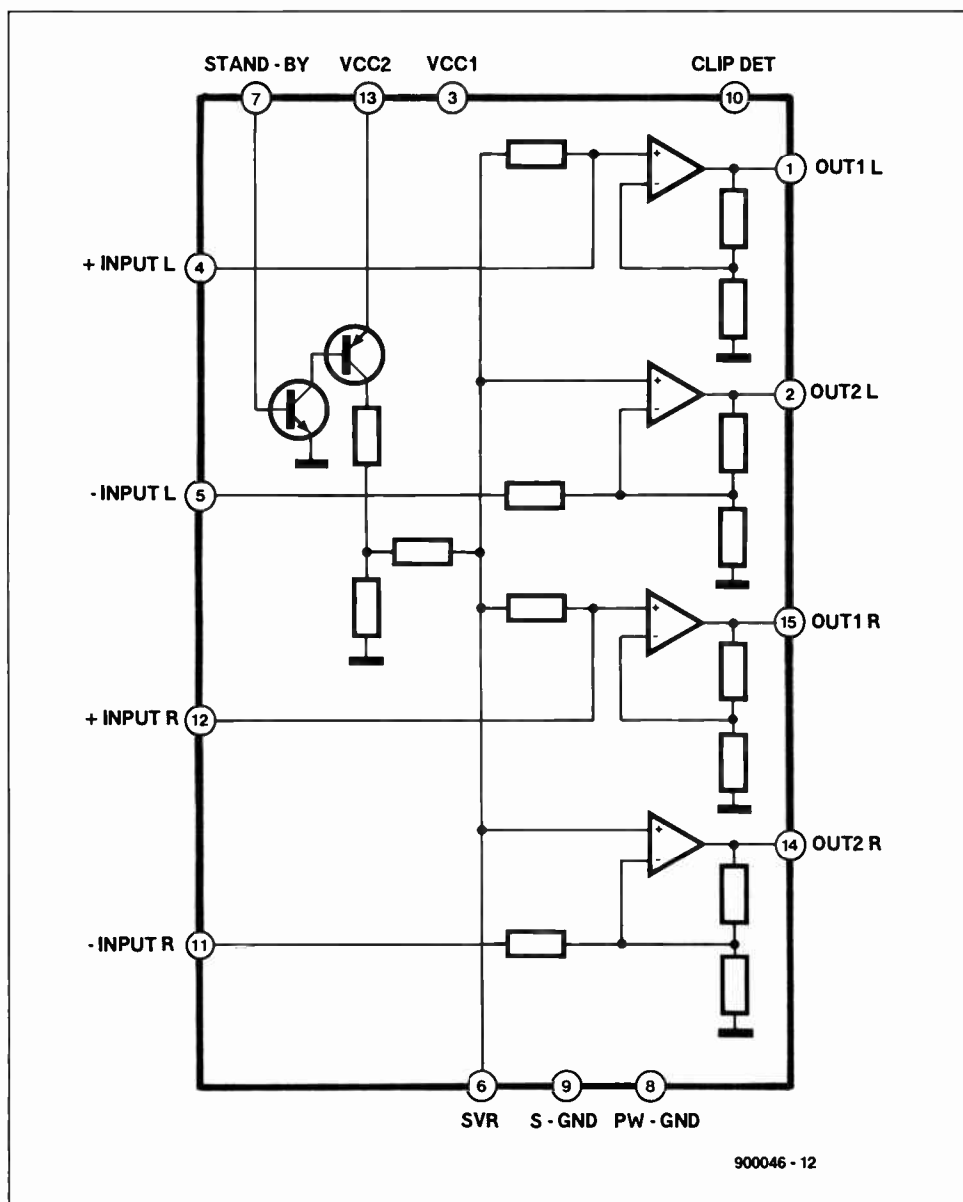 STAND - BY VCC2 VCC1 CLIP DET
7 13 3 10
+ - 1 OUT1 L
+ INPUT L 4
+ - 2 OUT2 L
- INPUT L 5
+ - 15 OUT1 R
+ INPUT R 12
+ - 14 OUT2 R
- INPUT R 11
6 9 8
SVR S - GND PW - GND
900046 - 12